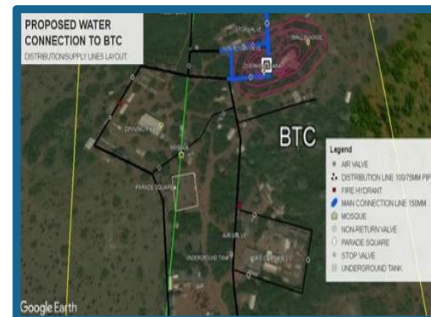 PROPOSED WATER
CONNECTION TO BTC
DISTRIBUTION/SUPPLY LINES LAYOUT
MOSQUE
PARADE SQUARE
UNDERGROUND TANK
BTC
Legend
AIR VALVE
DISTRIBUTION LINE 100/75MM PIP
FIRE HYDRANT
MAIN CONNECTION LINE 150MM
MOSQUE
NON-RETURN VALVE
PARADE SQUARE
STOP VALVE
UNDERGROUND TANK
Google Earth